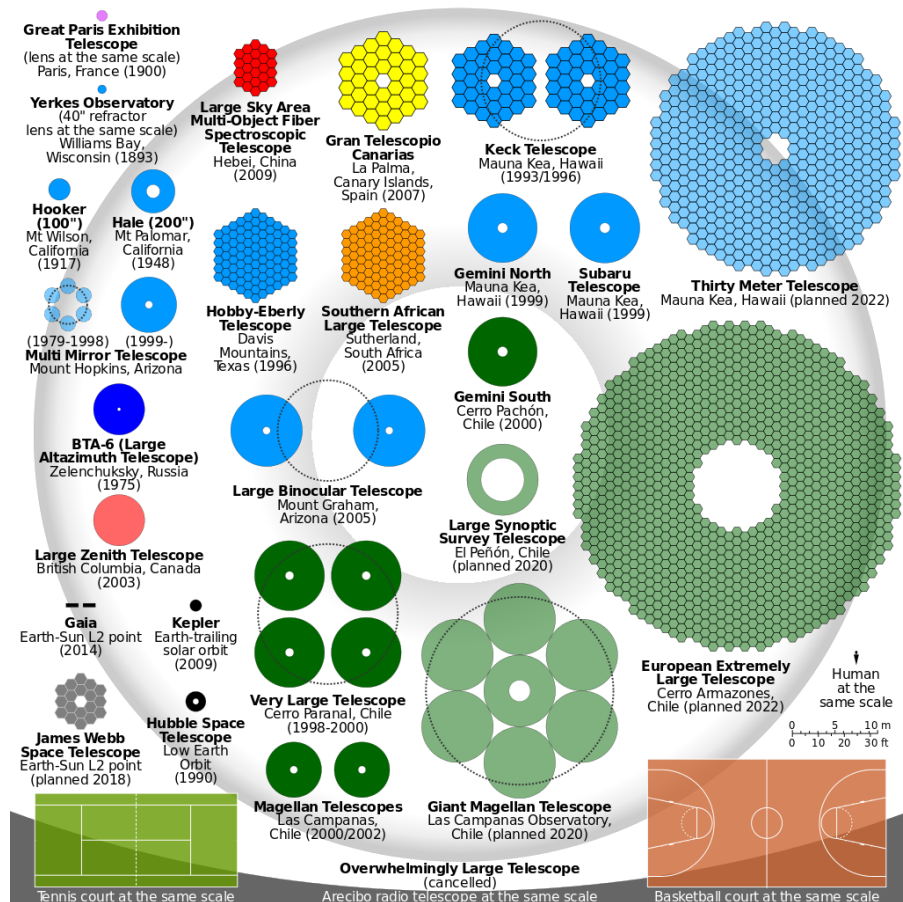 Great Paris Exhibition
Telescope
(lens at the same scale)
Paris, France (1900)
Yerkes Observatory
(40" refractor
lens at the same scale)
Williams Bay,
Wisconsin (1893)
Hooker
(100")
Mt Wilson,
California
(1917)
Hale (200")
Mt Palomar,
California
(1948)
(1979-1998)
(1999-)
Multi Mirror Telescope
Mount Hopkins, Arizona
BTA-6 (Large
Altazimuth Telescope)
Zelenchuksky, Russia
(1975)
Large Zenith Telescope
British Columbia, Canada
(2003)
Gaia
Earth-Sun L2 point
(2014)
Kepler
Earth-trailing
solar orbit
(2009)
James Webb
Space Telescope
Earth-Sun L2 point
(planned 2018)
Hubble Space
Telescope
Low Earth
Orbit
(1990)
Large Sky Area
Multi-Object Fiber
Spectroscopic
Telescope
Hebei, China
(2009)
Gran Telescopio
Canarias
La Palma,
Canary Islands,
Spain (2007)
Keck Telescope
Mauna Kea, Hawaii
(1993/1996)
Hobby-Eberly
Telescope
Davis
Mountains,
Texas (1996)
Southern African
Large Telescope
Sutherland,
South Africa
(2005)
Gemini North
Mauna Kea,
Hawaii (1999)
Subaru
Telescope
Mauna Kea,
Hawaii (1999)
Thirty Meter Telescope
Mauna Kea, Hawaii (planned 2022)
Gemini South
Cerro Pachón,
Chile (2000)
Large Binocular Telescope
Mount Graham,
Arizona (2005)
Large Synoptic
Survey Telescope
El Peñón, Chile
(planned 2020)
Very Large Telescope
Cerro Paranal, Chile
(1998-2000)
Magellan Telescopes
Las Campanas,
Chile (2000/2002)
Giant Magellan Telescope
Las Campanas Observatory,
Chile (planned 2020)
European Extremely
Large Telescope
Cerro Armazones,
Chile (planned 2022)
Human
at the
same scale
0 5 10 m
0 10 20 30 ft
Overwhelmingly Large Telescope
(cancelled)
Tennis court at the same scale
Arecibo radio telescope at the same scale
Basketball court at the same scale